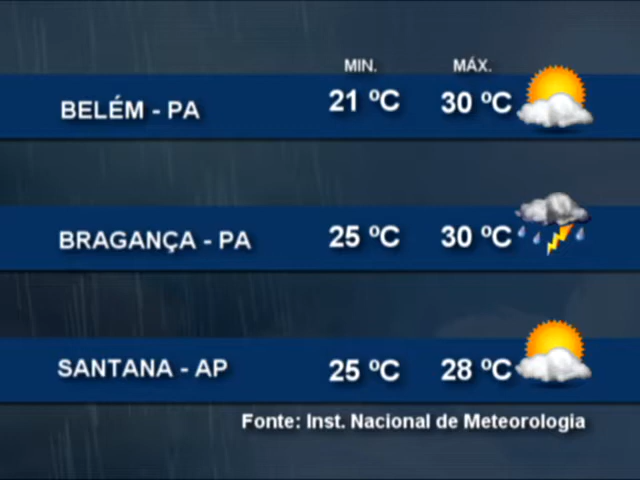 MIN. MÁX.
BELÉM - PA 21 ºC 30 ºC
BRAGANÇA - PA 25 ºC 30 ºC
SANTANA - AP 25 ºC 28 ºC
Fonte: Inst. Nacional de Meteorologia